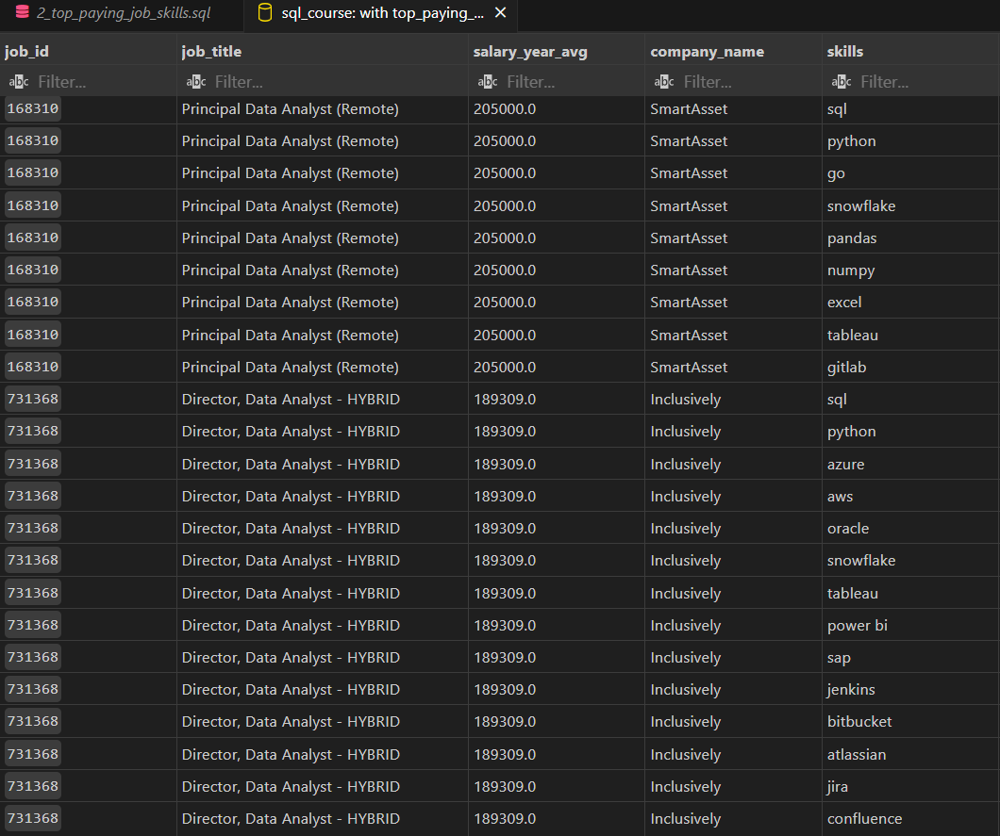 2_top_paying_job_skills.sql sql_course: with top_paying_...
job_id job_title salary_year_avg company_name skills
abc Filter... abc Filter... abc Filter... abc Filter... abc Filter...
168310 Principal Data Analyst (Remote) 205000.0 SmartAsset sql
168310 Principal Data Analyst (Remote) 205000.0 SmartAsset python
168310 Principal Data Analyst (Remote) 205000.0 SmartAsset go
168310 Principal Data Analyst (Remote) 205000.0 SmartAsset snowflake
168310 Principal Data Analyst (Remote) 205000.0 SmartAsset pandas
168310 Principal Data Analyst (Remote) 205000.0 SmartAsset numpy
168310 Principal Data Analyst (Remote) 205000.0 SmartAsset excel
168310 Principal Data Analyst (Remote) 205000.0 SmartAsset tableau
168310 Principal Data Analyst (Remote) 205000.0 SmartAsset gitlab
731368 Director, Data Analyst - HYBRID 189309.0 Inclusively sql
731368 Director, Data Analyst - HYBRID 189309.0 Inclusively python
731368 Director, Data Analyst - HYBRID 189309.0 Inclusively azure
731368 Director, Data Analyst - HYBRID 189309.0 Inclusively aws
731368 Director, Data Analyst - HYBRID 189309.0 Inclusively oracle
731368 Director, Data Analyst - HYBRID 189309.0 Inclusively snowflake
731368 Director, Data Analyst - HYBRID 189309.0 Inclusively tableau
731368 Director, Data Analyst - HYBRID 189309.0 Inclusively power bi
731368 Director, Data Analyst - HYBRID 189309.0 Inclusively sap
731368 Director, Data Analyst - HYBRID 189309.0 Inclusively jenkins
731368 Director, Data Analyst - HYBRID 189309.0 Inclusively bitbucket
731368 Director, Data Analyst - HYBRID 189309.0 Inclusively atlassian
731368 Director, Data Analyst - HYBRID 189309.0 Inclusively jira
731368 Director, Data Analyst - HYBRID 189309.0 Inclusively confluence